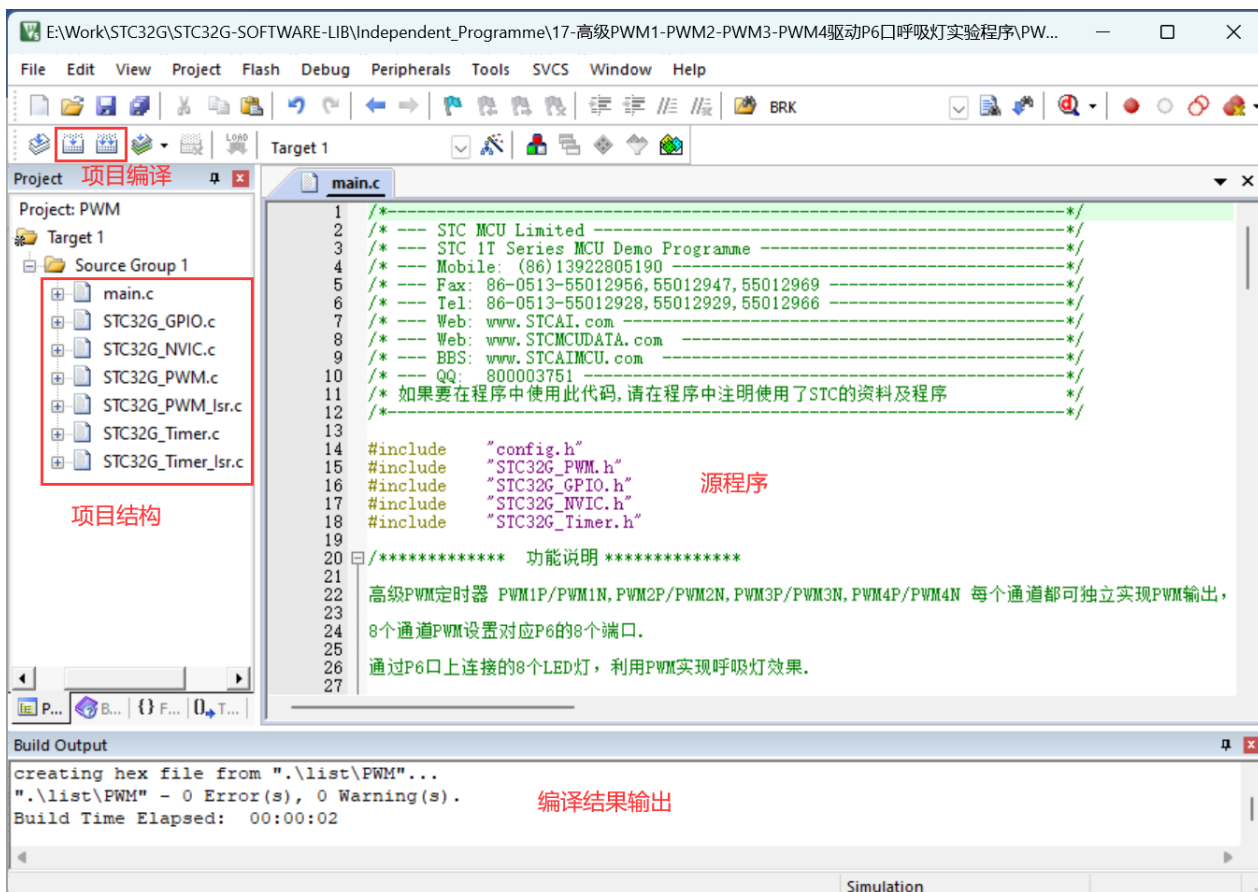 E:\Work\STC32G\STC32G-SOFTWARE-LIB\Independent_Programme\17-高级PWM1-PWM2-PWM3-PWM4驱动P6口呼吸灯实验程序\PW...
File Edit View Project Flash Debug Peripherals Tools SVCS Window Help
BRK
LOAD Target 1
Project 项目编译
main.c
Project: PWM
Target 1
Source Group 1
main.c
STC32G_GPIO.c
STC32G_NVIC.c
STC32G_PWM.c
STC32G_PWM_Isr.c
STC32G_Timer.c
STC32G_Timer_Isr.c
项目结构
1 /*---------------------------------------------------------------------*/
2 /* --- STC MCU Limited ------------------------------------------------*/
3 /* --- STC 1T Series MCU Demo Programme -------------------------------*/
4 /* --- Mobile: (86)13922805190 ----------------------------------------*/
5 /* --- Fax: 86-0513-55012956,55012947,55012969 ------------------------*/
6 /* --- Tel: 86-0513-55012928,55012929,55012966 ------------------------*/
7 /* --- Web: www.STCAI.com ---------------------------------------------*/
8 /* --- Web: www.STCMCUDATA.com  ---------------------------------------*/
9 /* --- BBS: www.STCAIMCU.com  -----------------------------------------*/
10 /* --- QQ:  800003751 -------------------------------------------------*/
11 /* 如果要在程序中使用此代码,请在程序中注明使用了STC的资料及程序 */
12 /*---------------------------------------------------------------------*/
13
14 #include "config.h"
15 #include "STC32G_PWM.h"
16 #include "STC32G_GPIO.h"
17 #include "STC32G_NVIC.h"
18 #include "STC32G_Timer.h"
源程序
19
20 /************* 功能说明 **************
21
22 高级PWM定时器 PWM1P/PWM1N,PWM2P/PWM2N,PWM3P/PWM3N,PWM4P/PWM4N 每个通道都可独立实现PWM输出,
23
24 8个通道PWM设置对应P6的8个端口.
25
26 通过P6口上连接的8个LED灯，利用PWM实现呼吸灯效果.
27
P... B... {} F... T...
Build Output
creating hex file from ".\list\PWM"...
".\list\PWM" - 0 Error(s), 0 Warning(s).
Build Time Elapsed:  00:00:02
编译结果输出
Simulation